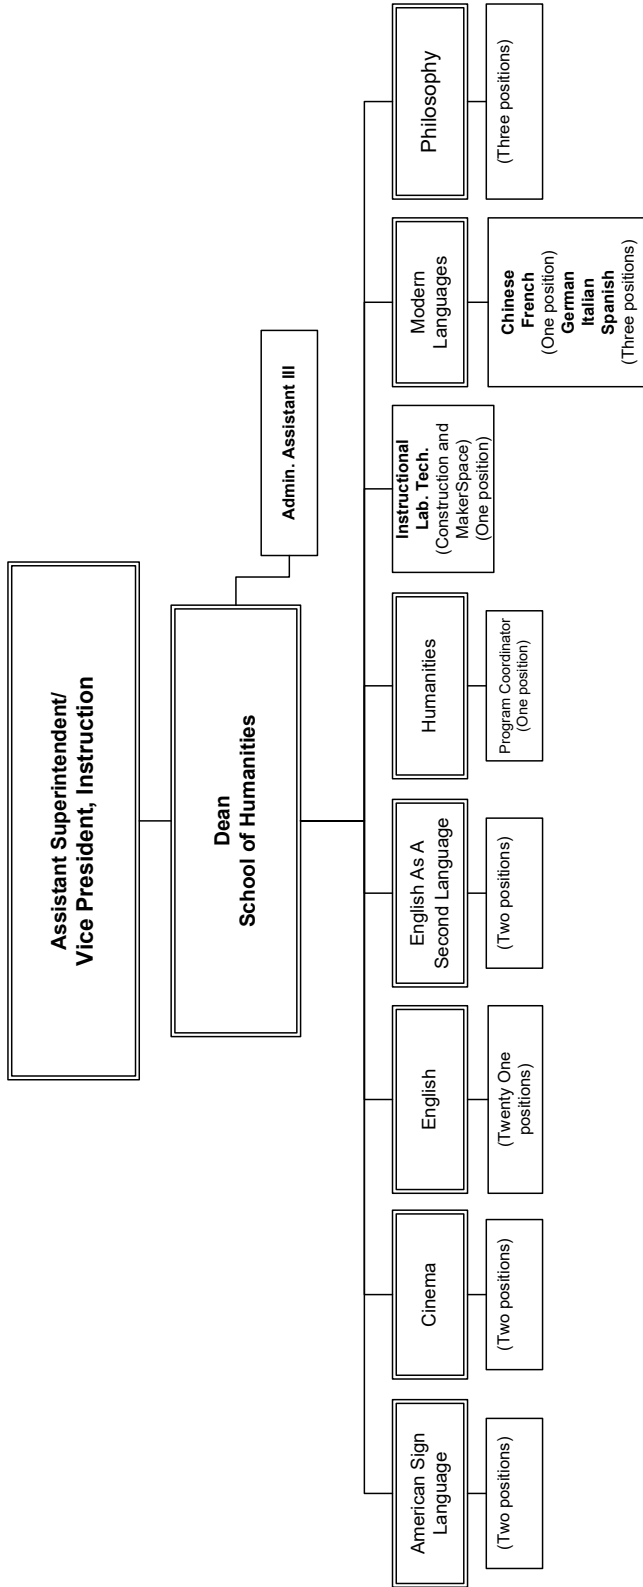 Assistant Superintendent/
Vice President, Instruction
Dean
School of Humanities
Admin. Assistant III
American Sign
Language
(Two positions)
Cinema
(Two positions)
English
(Twenty One
positions)
English As A
Second Language
(Two positions)
Humanities
Program Coordinator
(One position)
Instructional
Lab. Tech.
(Construction and
MakerSpace)
(One position)
Modern
Languages
Chinese
French
(One position)
German
Italian
Spanish
(Three positions)
Philosophy
(Three positions)